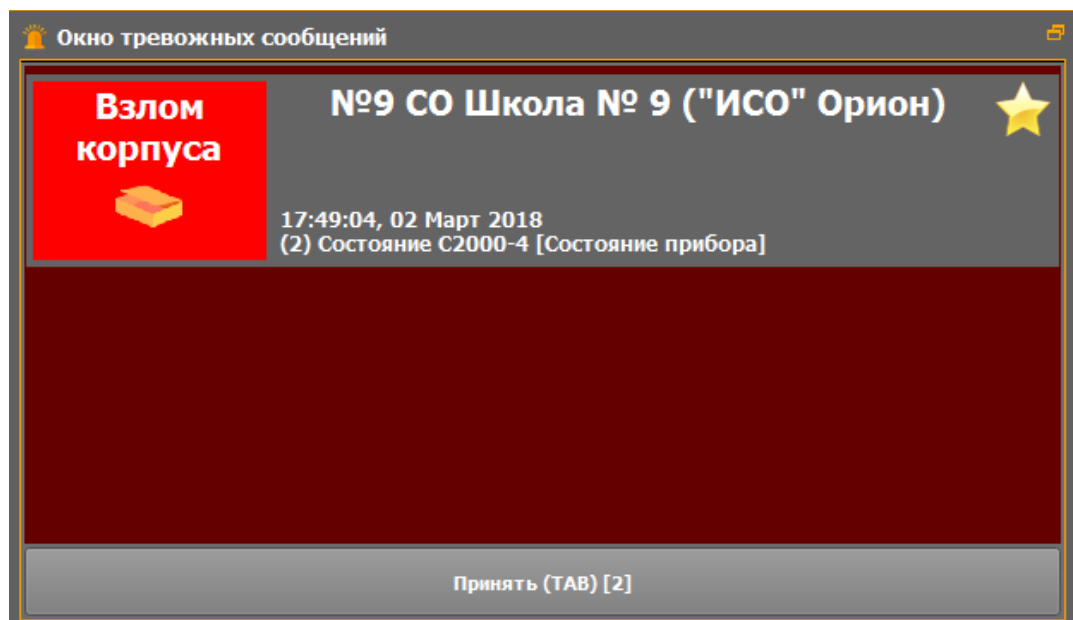 Окно тревожных сообщений
Взлом
корпуса
№9 СО Школа № 9 ("ИСО" Орион)
17:49:04, 02 Март 2018
(2) Состояние С2000-4 [Состояние прибора]
Принять (TAB) [2]